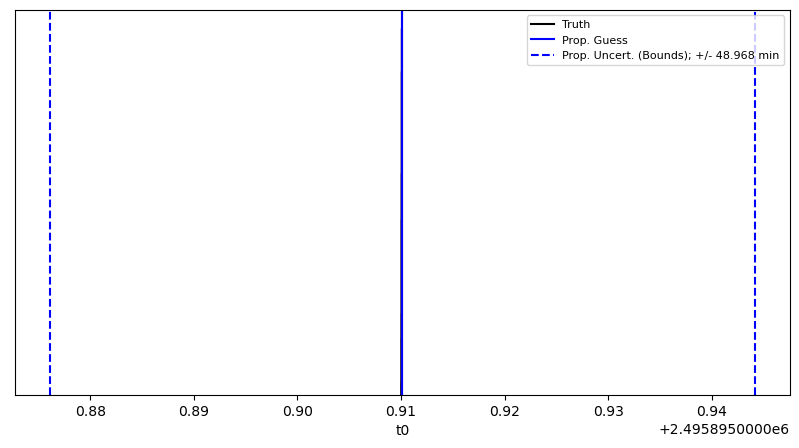 Truth
Prop. Guess
Prop. Uncert. (Bounds); +/- 48.968 min
0.88 0.89 0.90 0.91 0.92 0.93 0.94
t0
+2.4958950000e6